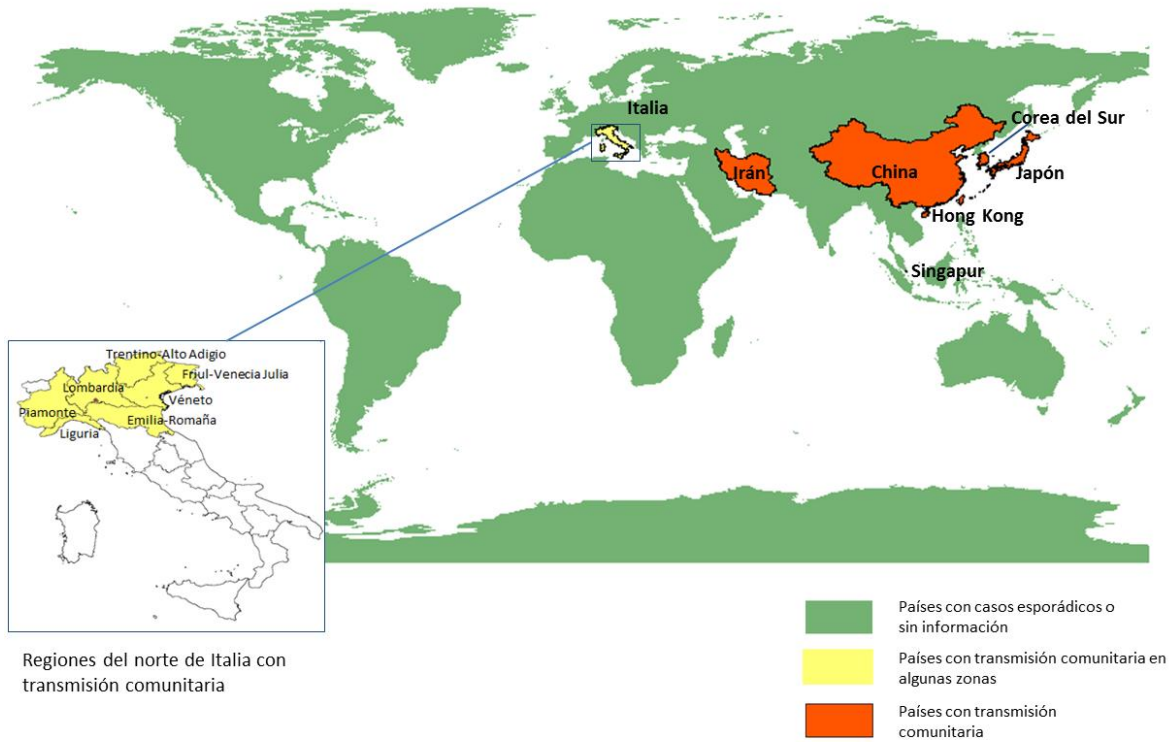 Italia
Corea del Sur
Irán
China
Japón
Hong Kong
Singapur
Trentino-Alto Adigio
Friul-Venecia Julia
Lombardía
Véneto
Piamonte
Emilia-Romaña
Liguria
Países con casos esporádicos o
sin información
Regiones del norte de Italia con
transmisión comunitaria
Países con transmisión comunitaria en
algunas zonas
Países con transmisión
comunitaria